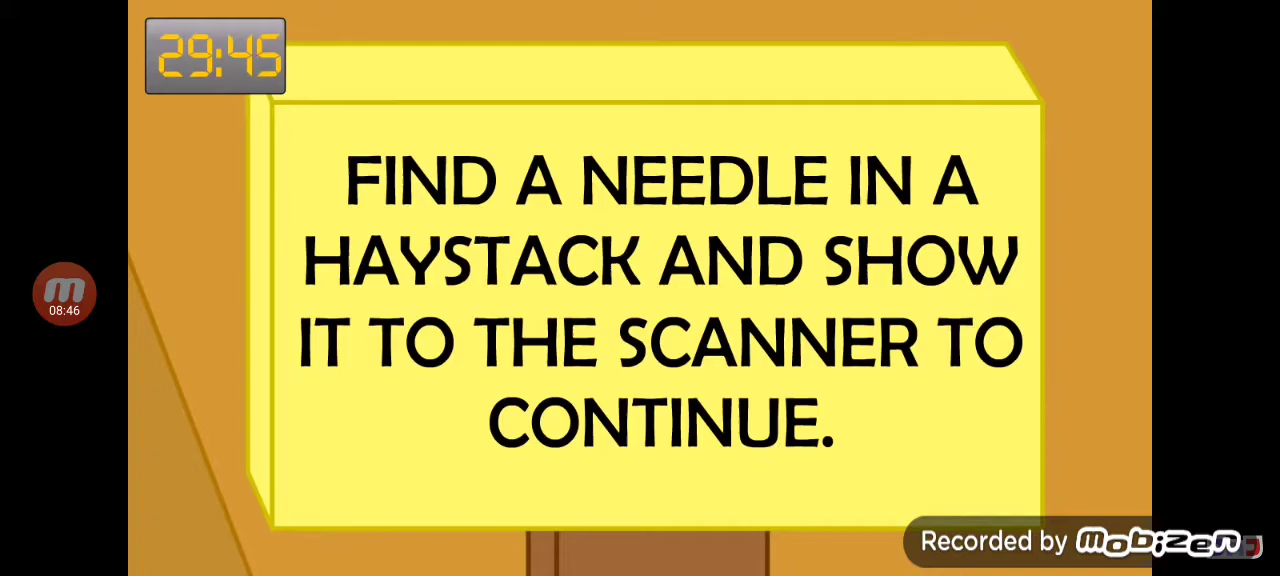 29:45
FIND A NEEDLE IN A
HAYSTACK AND SHOW
IT TO THE SCANNER TO
CONTINUE.
08:46
Recorded by mobizen